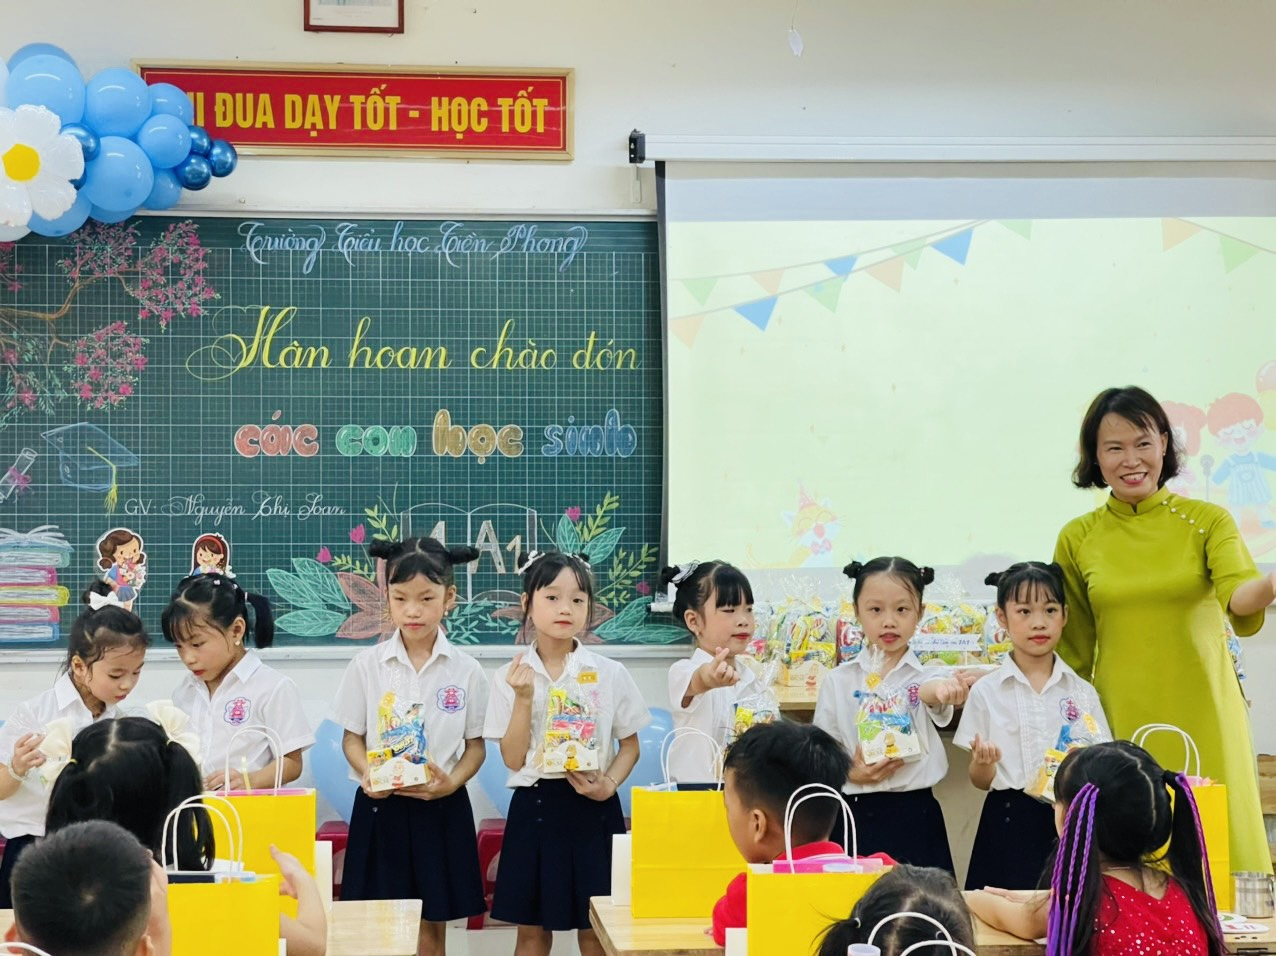 ĐUA DẠY TỐT - HỌC TỐT
Trường Tiểu học Tiền Phong
Hân hoan chào đón
các con học sinh
GV: Nguyễn Thị Loan
1A1